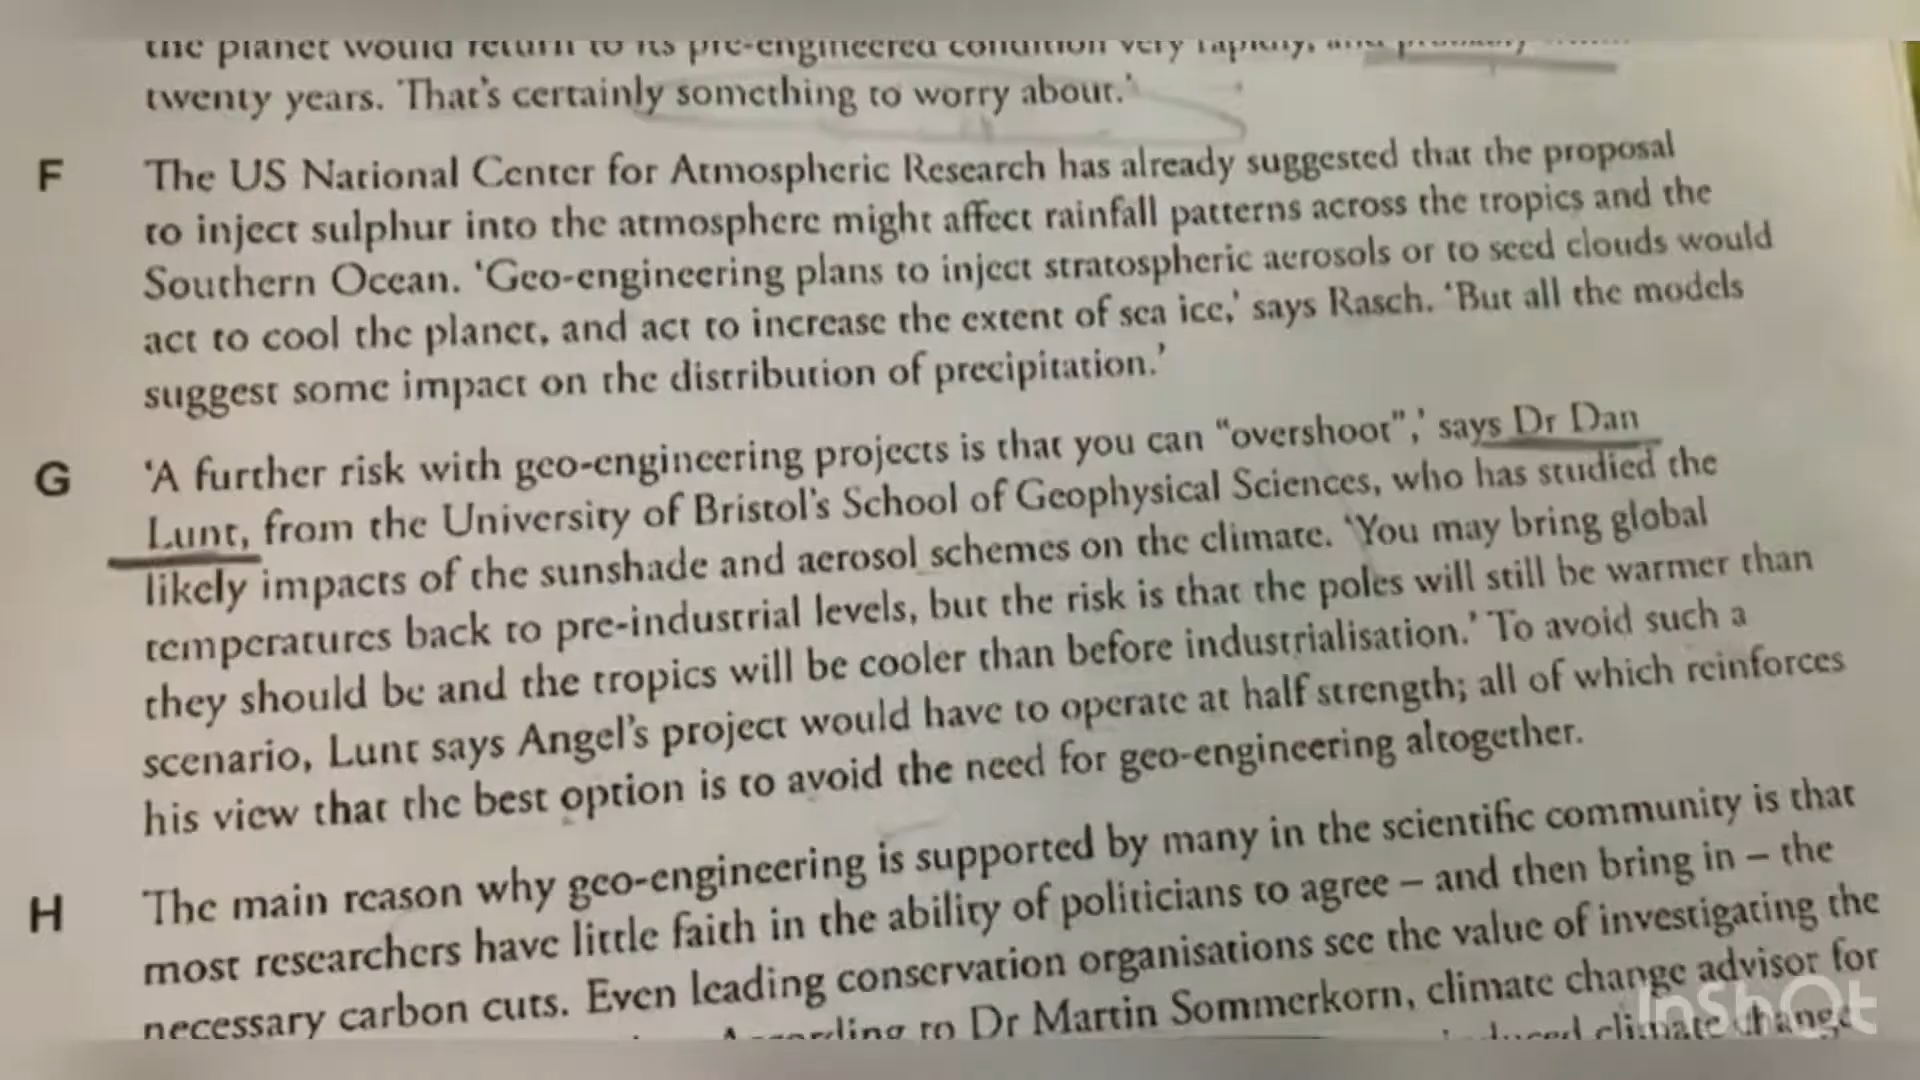 the planet would return to its pre-engineered condition very rapidly, and probably
twenty years. That's certainly something to worry about.'
F The US National Center for Atmospheric Research has already suggested that the proposal
to inject sulphur into the atmosphere might affect rainfall patterns across the tropics and the
Southern Ocean. 'Geo-engineering plans to inject stratospheric aerosols or to seed clouds would
act to cool the planet, and act to increase the extent of sea ice,' says Rasch. 'But all the models
suggest some impact on the distribution of precipitation.'
G 'A further risk with geo-engineering projects is that you can "overshoot",' says Dr Dan
Lunt, from the University of Bristol's School of Geophysical Sciences, who has studied the
likely impacts of the sunshade and aerosol schemes on the climate. 'You may bring global
temperatures back to pre-industrial levels, but the risk is that the poles will still be warmer than
they should be and the tropics will be cooler than before industrialisation.' To avoid such a
scenario, Lunt says Angel's project would have to operate at half strength; all of which reinforces
his view that the best option is to avoid the need for geo-engineering altogether.
H The main reason why geo-engineering is supported by many in the scientific community is that
most researchers have little faith in the ability of politicians to agree – and then bring in – the
necessary carbon cuts. Even leading conservation organisations see the value of investigating the
According to Dr Martin Sommerkorn, climate change advisor for
climate change
InShOt